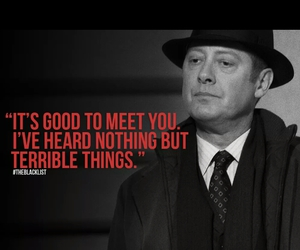 “IT'S GOOD TO MEET YOU.
I'VE HEARD NOTHING BUT
TERRIBLE THINGS.”
#THEBLACKLIST